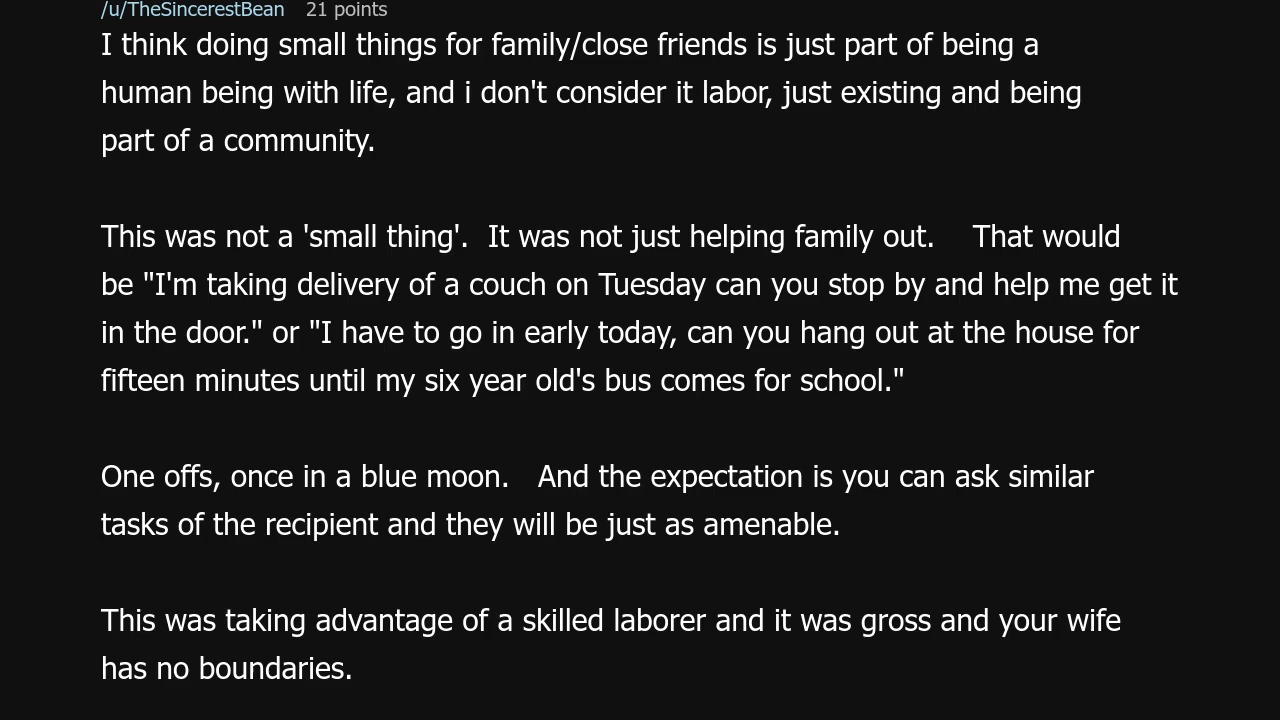 /u/TheSincerestBean 21 points
I think doing small things for family/close friends is just part of being a
human being with life, and i don't consider it labor, just existing and being
part of a community.
This was not a 'small thing'.  It was not just helping family out.    That would
be "I'm taking delivery of a couch on Tuesday can you stop by and help me get it
in the door." or "I have to go in early today, can you hang out at the house for
fifteen minutes until my six year old's bus comes for school."
One offs, once in a blue moon.   And the expectation is you can ask similar
tasks of the recipient and they will be just as amenable.
This was taking advantage of a skilled laborer and it was gross and your wife
has no boundaries.